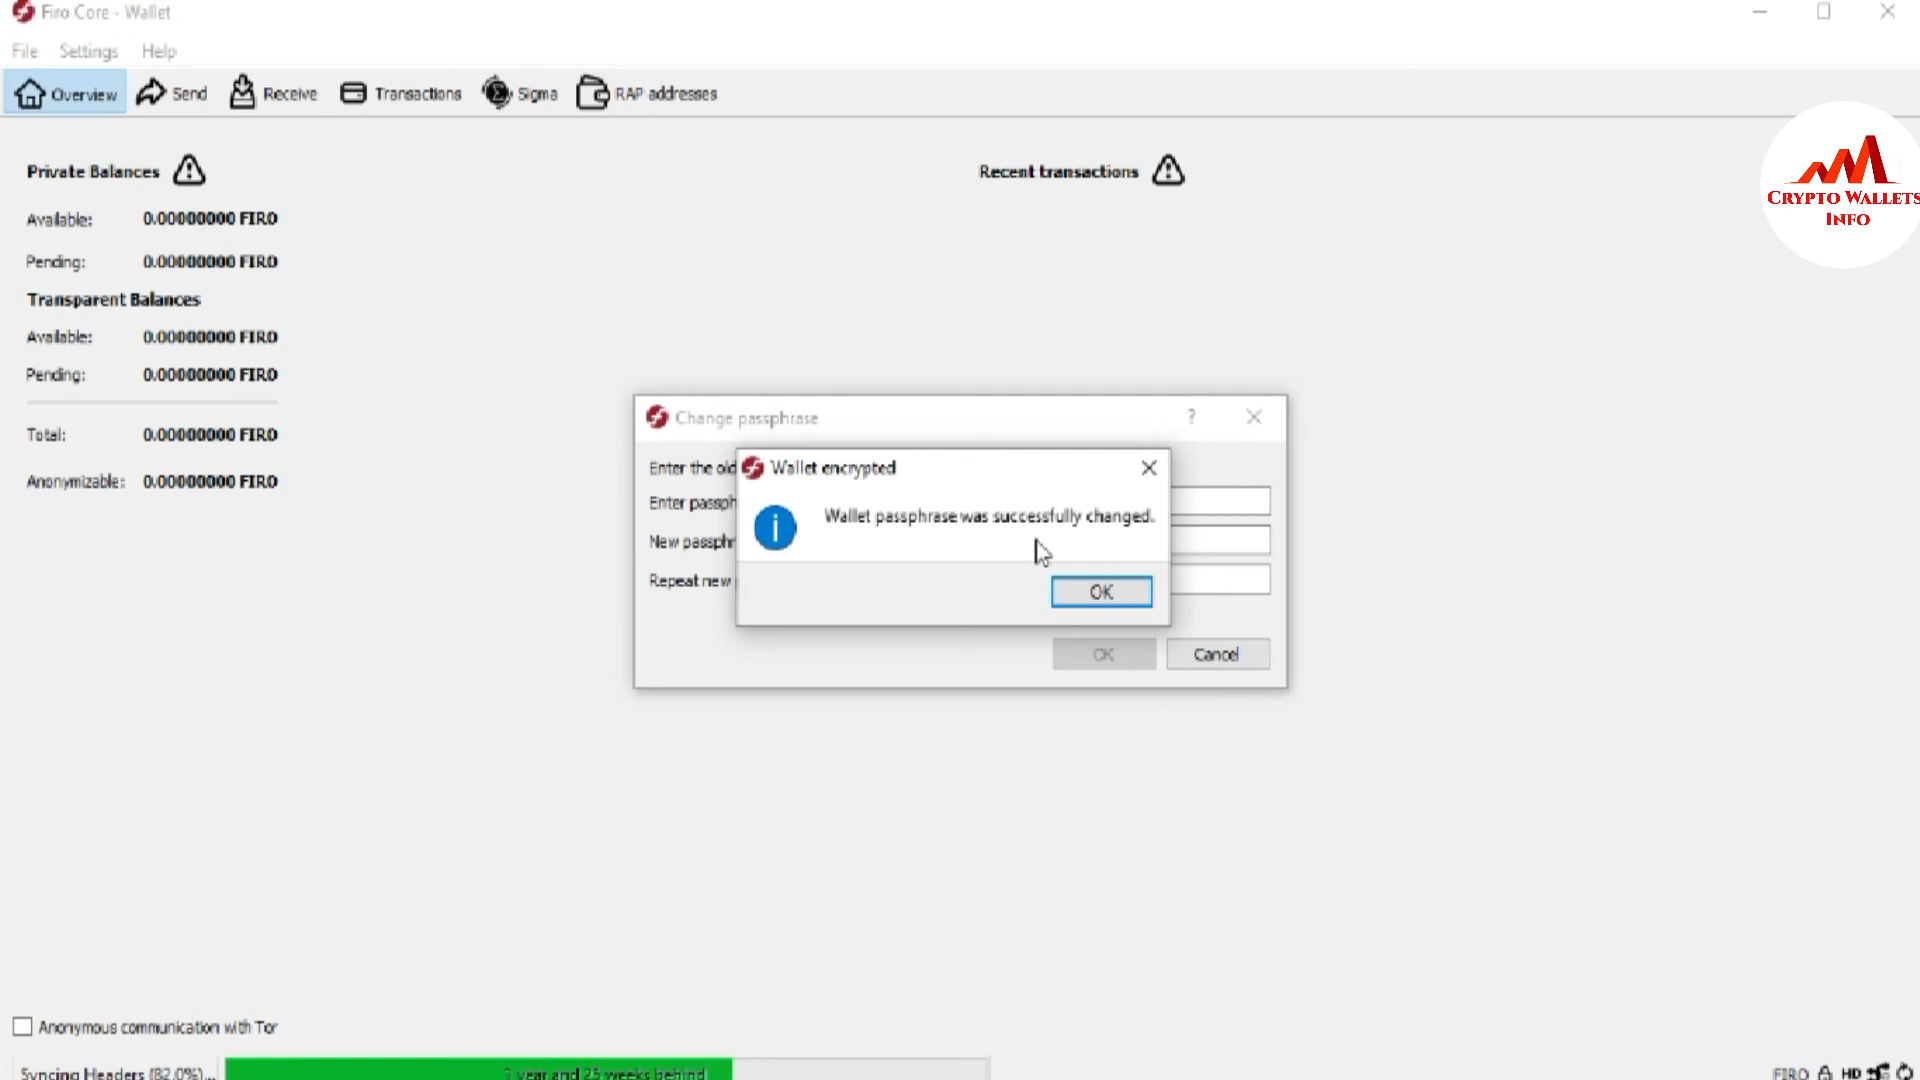 Firo Core - Wallet
File Settings Help
Overview Send Receive Transactions Sigma RAP addresses
Private Balances
Available: 0.00000000 FIRO
Pending: 0.00000000 FIRO
Transparent Balances
Available: 0.00000000 FIRO
Pending: 0.00000000 FIRO
Total: 0.00000000 FIRO
Anonymizable: 0.00000000 FIRO
Recent transactions
CRYPTO WALLETS
INFO
Change passphrase ?
Enter the old
Enter passph
New passphr
Repeat new
Wallet encrypted
Wallet passphrase was successfully changed.
OK
OK Cancel
Anonymous communication with Tor
Syncing Headers (82.0%)... 1 year and 25 weeks behind FIRO HD